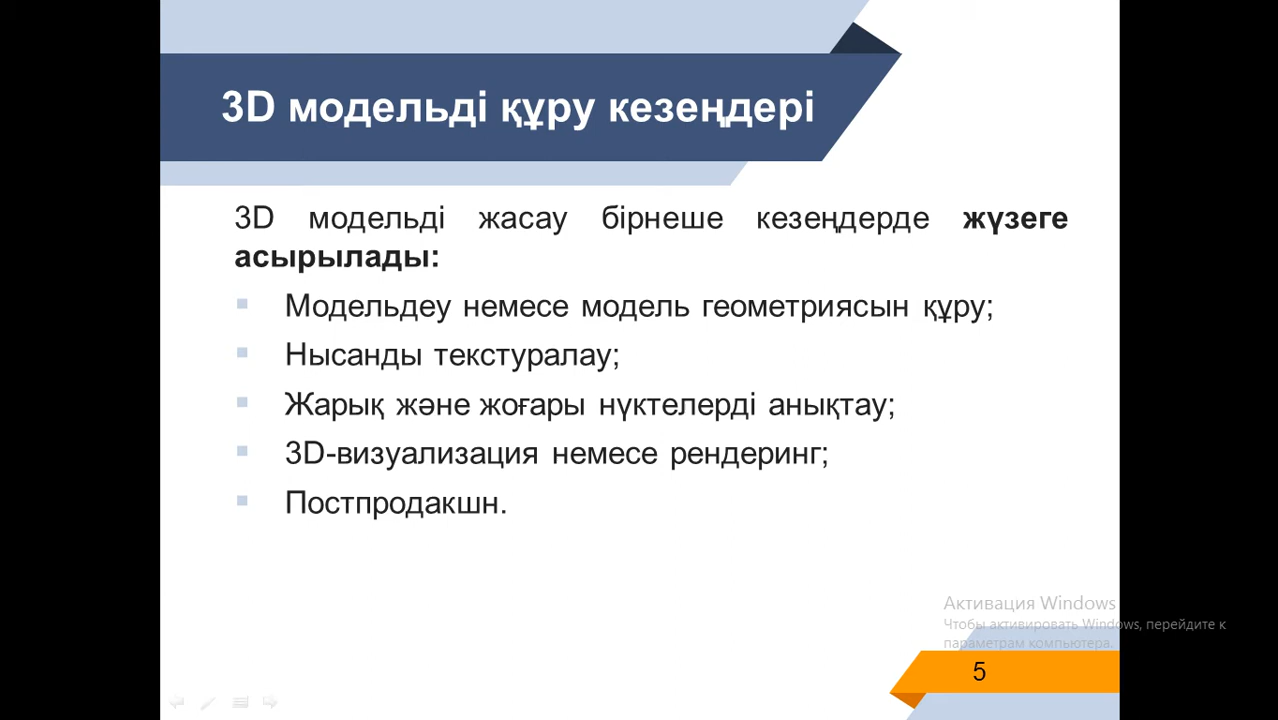 3D модельді құру кезеңдері
3D модельді жасау бірнеше кезеңдерде жүзеге
асырылады:
Модельдеу немесе модель геометриясын құру;
Нысанды текстуралау;
Жарық және жоғары нүктелерді анықтау;
3D-визуализация немесе рендеринг;
Постпродакшн.
Активация Windows
Чтобы активировать Windows, перейдите к
параметрам компьютера.
5